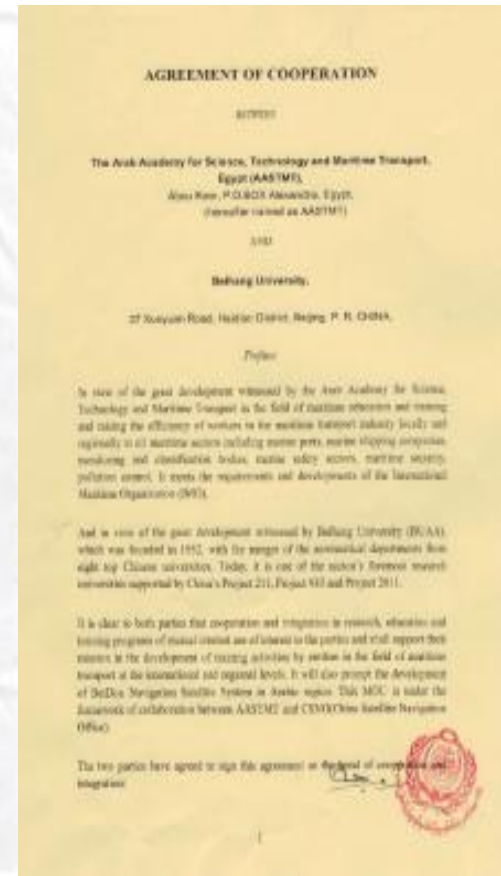 AGREEMENT OF COOPERATION
BETWEEN
The Arab Academy for Science, Technology and Maritime Transport,
Egypt (AASTMT),
Abou Keer, P.O.BOX Alexandria, Egypt,
(hereafter named as AASTMT)
AND
Beihang University,
37 Xueyuan Road, Haidian District, Beijing, P. R. CHINA,
Preface
In view of the great development witnessed by the Arab Academy for Science,
Technology and Maritime Transport in the field of maritime education and training
and raising the efficiency of workers in the maritime transport industry locally and
regionally in all maritime sectors including marine ports, marine shipping companies,
monitoring and classification bodies, marine safety sectors, maritime security,
pollution control. It meets the requirements and developments of the International
Maritime Organization (IMO).
And in view of the great development witnessed by Beihang University (BUAA),
which was founded in 1952, with the merger of the aeronautical departments from
eight top Chinese universities. Today, it is one of the nation's foremost research
universities supported by China's Project 211, Project 985 and Project 2011.
It is clear to both parties that cooperation and integration in research, education and
training programs of mutual interest are of interest to the parties and shall support their
mission in the development of training activities by section in the field of maritime
transport at the international and regional levels. It will also prompt the development
of BeiDou Navigation Satellite System in Arabic region. This MOU is under the
framework of collaboration between AASTMT and CSNO(China Satellite Navigation
Office).
The two parties have agreed to sign this agreement as the bond of cooperation and
integration:
1